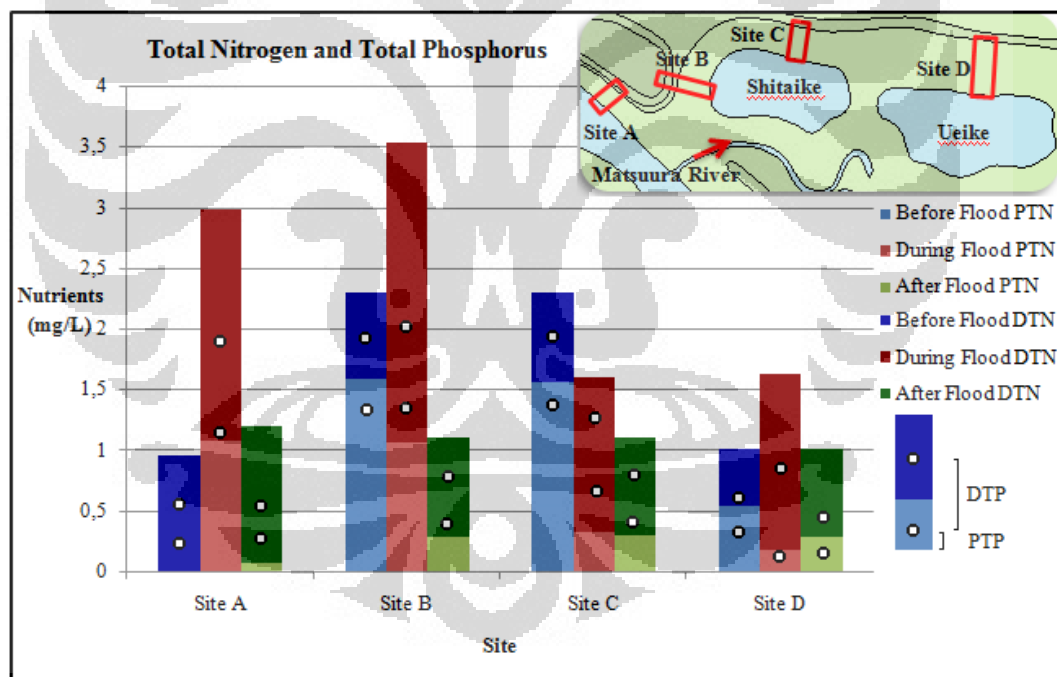 Total Nitrogen and Total Phosphorus
Site C
Site B
Shitaike
Site D
Site A
Ueike
Matsuura River
4
3,5
3
2,5
2
1,5
1
0,5
0
Nutrients
(mg/L)
Site A
Site B
Site C
Site D
Site
Before Flood PTN
During Flood PTN
After Flood PTN
Before Flood DTN
During Flood DTN
After Flood DTN
DTP
PTP